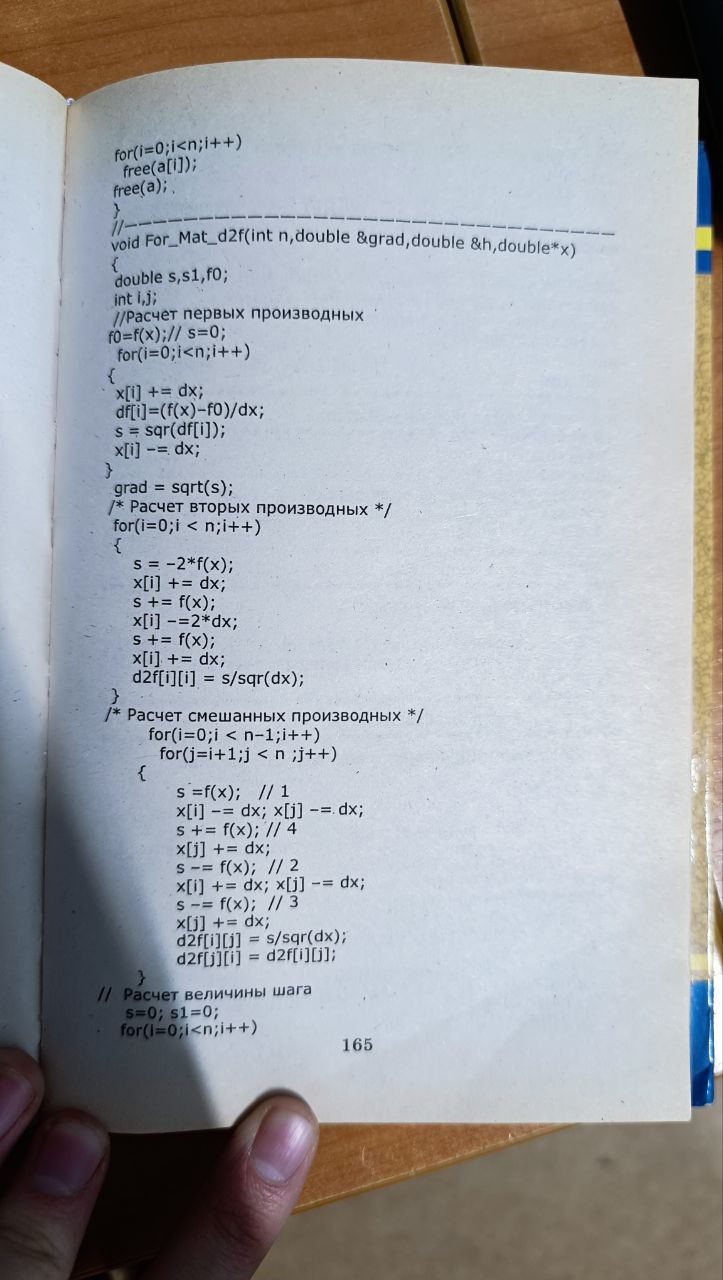 for(i=0;i<n;i++)
free(a[i]);
free(a);
}
//———————————————————————————————————
void For_Mat_d2f(int n,double &grad,double &h,double*x)
{
double s,s1,f0;
int i,j;
//Расчет первых производных
f0=f(x);// s=0;
for(i=0;i<n;i++)
{
x[i] += dx;
df[i]=(f(x)-f0)/dx;
s = sqr(df[i]);
x[i] -= dx;
}
grad = sqrt(s);
/* Расчет вторых производных */
for(i=0;i < n;i++)
{
s = -2*f(x);
x[i] += dx;
s += f(x);
x[i] -=2*dx;
s += f(x);
x[i] += dx;
d2f[i][i] = s/sqr(dx);
}
/* Расчет смешанных производных */
for(i=0;i < n-1;i++)
for(j=i+1;j < n ;j++)
{
s =f(x); // 1
x[i] -= dx; x[j] -= dx;
s += f(x); // 4
x[j] += dx;
s -= f(x); // 2
x[i] += dx; x[j] -= dx;
s -= f(x); // 3
x[j] += dx;
d2f[i][j] = s/sqr(dx);
d2f[j][i] = d2f[i][j];
}
// Расчет величины шага
s=0; s1=0;
for(i=0;i<n;i++)
165